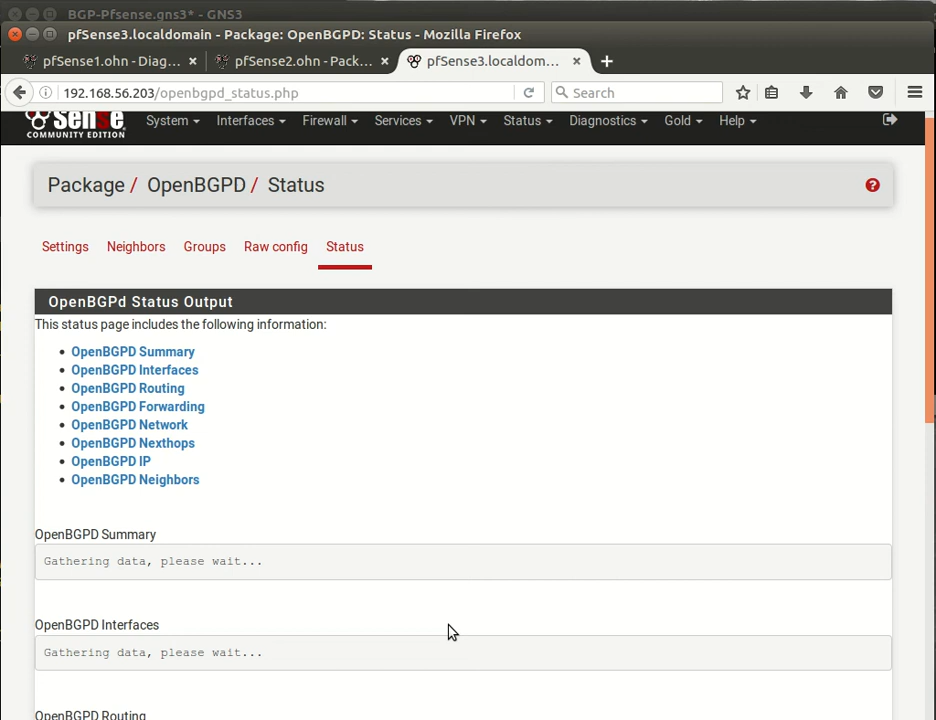 BGP-Pfsense.gns3* - GNS3
pfSense3.localdomain - Package: OpenBGPD: Status - Mozilla Firefox
pfSense1.ohn - Diag... pfSense2.ohn - Pack... pfSense3.localdom...
192.168.56.203/openbgpd_status.php Search
Sense
COMMUNITY EDITION
System Interfaces Firewall Services VPN Status Diagnostics Gold Help
Package / OpenBGPD / Status
Settings Neighbors Groups Raw config Status
OpenBGPd Status Output
This status page includes the following information:
• OpenBGPD Summary
• OpenBGPD Interfaces
• OpenBGPD Routing
• OpenBGPD Forwarding
• OpenBGPD Network
• OpenBGPD Nexthops
• OpenBGPD IP
• OpenBGPD Neighbors
OpenBGPD Summary
Gathering data, please wait...
OpenBGPD Interfaces
Gathering data, please wait...
OpenBGPD Routing